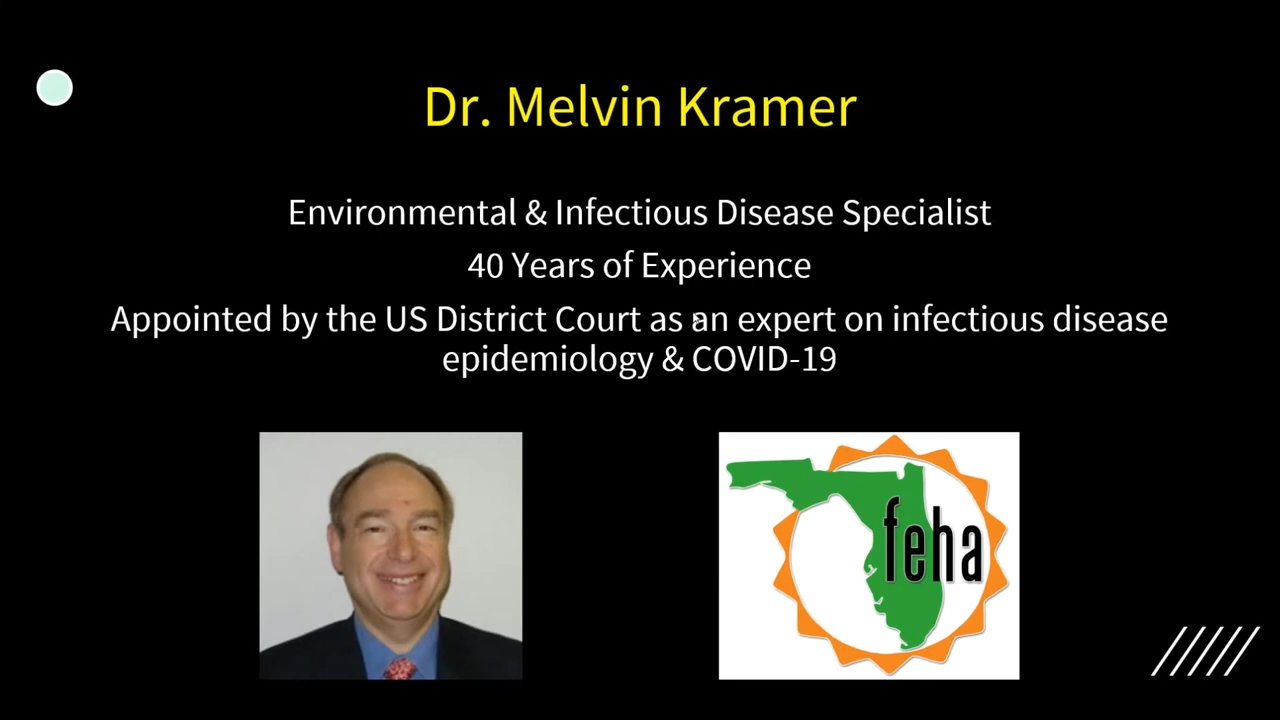 Dr. Melvin Kramer
Environmental & Infectious Disease Specialist
40 Years of Experience
Appointed by the US District Court as an expert on infectious disease
epidemiology & COVID-19
feha